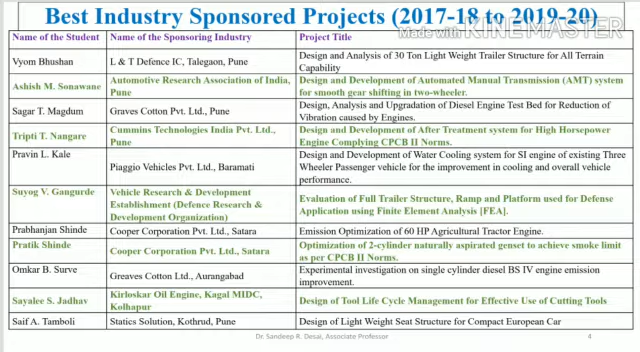 Best Industry Sponsored Projects (2017-18 to 2019-20)
Made with KINEMASTER
Name of the Student Name of the Sponsoring Industry Project Title
Vyom Bhushan L & T Defence IC, Talegaon, Pune Design and Analysis of 30 Ton Light Weight Trailer Structure for All Terrain
Capability
Ashish M. Sonawane Automotive Research Association of India, Design and Development of Automated Manual Transmission (AMT) system
Pune for smooth gear shifting in two-wheeler.
Sagar T. Magdum Graves Cotton Pvt. Ltd., Pune Design, Analysis and Upgradation of Diesel Engine Test Bed for Reduction of
Vibration caused by Engines.
Tripti T. Nangare Cummins Technologies India Pvt. Ltd., Design and Development of After Treatment system for High Horsepower
Pune Engine Complying CPCB II Norms.
Pravin L. Kale Piaggio Vehicles Pvt. Ltd., Baramati Design and Development of Water Cooling system for SI engine of existing Three
Wheeler Passenger vehicle for the improvement in cooling and overall vehicle
performance.
Suyog V. Gangurde Vehicle Research & Development Evaluation of Full Trailer Structure, Ramp and Platform used for Defense
Establishment (Defence Research & Application using Finite Element Analysis [FEA].
Development Organization)
Prabhanjan Shinde Cooper Corporation Pvt. Ltd., Satara Emission Optimization of 60 HP Agricultural Tractor Engine.
Pratik Shinde Cooper Corporation Pvt. Ltd., Satara Optimization of 2-cylinder naturally aspirated genset to achieve smoke limit
as per CPCB II Norms.
Omkar B. Surve Greaves Cotton Ltd., Aurangabad Experimental investigation on single cylinder diesel BS IV engine emission
improvement.
Sayalee S. Jadhav Kirloskar Oil Engine, Kagal MIDC, Design of Tool Life Cycle Management for Effective Use of Cutting Tools
Kolhapur
Saif A. Tamboli Statics Solution, Kothrud, Pune Design of Light Weight Seat Structure for Compact European Car
Dr. Sandeep R. Desai, Associate Professor 4